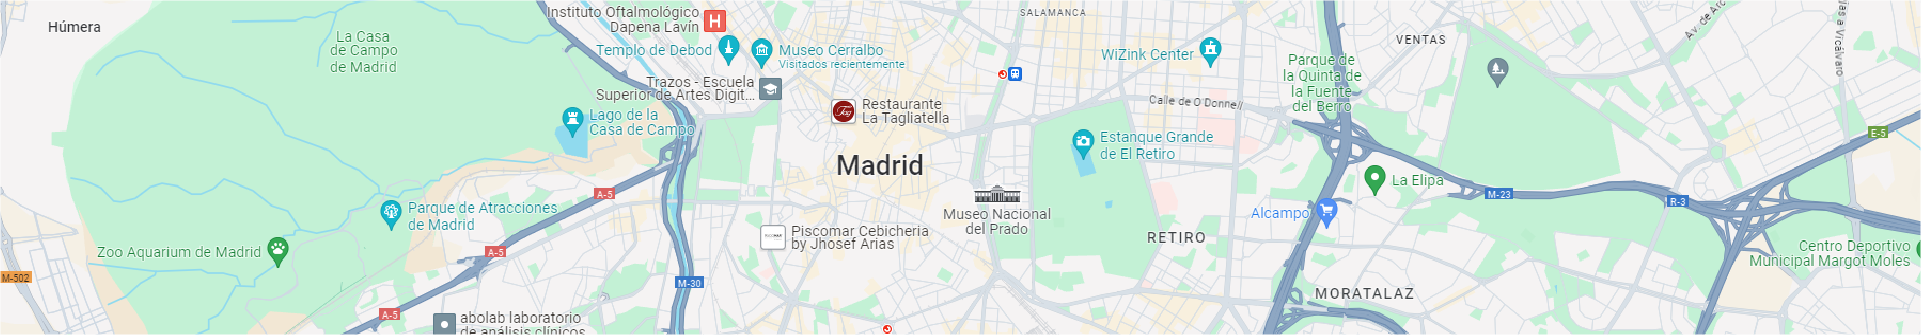 Húmera
La Casa
de Campo
de Madrid
Instituto Oftalmológico
Dapena Lavín
H
Templo de Debod
Museo Cerralbo
Visitados recientemente
Trazos - Escuela
Superior de Artes Digit...
SALAMANCA
WiZink Center
VENTAS
Parque de
la Quinta de
la Fuente
del Berro
Calle de O'Donnell
Restaurante
La Tagliatella
Lago de la
Casa de Campo
Estanque Grande
de El Retiro
Madrid
E-5
La Elipa
M-23
R-3
A-5
Parque de Atracciones
de Madrid
Museo Nacional
del Prado
Alcampo
Piscomar Cebicheria
by Jhosef Arias
RETIRO
Zoo Aquarium de Madrid
A-5
Centro Deportivo
Municipal Margot Moles
M-502
M-30
MORATALAZ
A-5
abolab laboratorio
de análisis clínicos